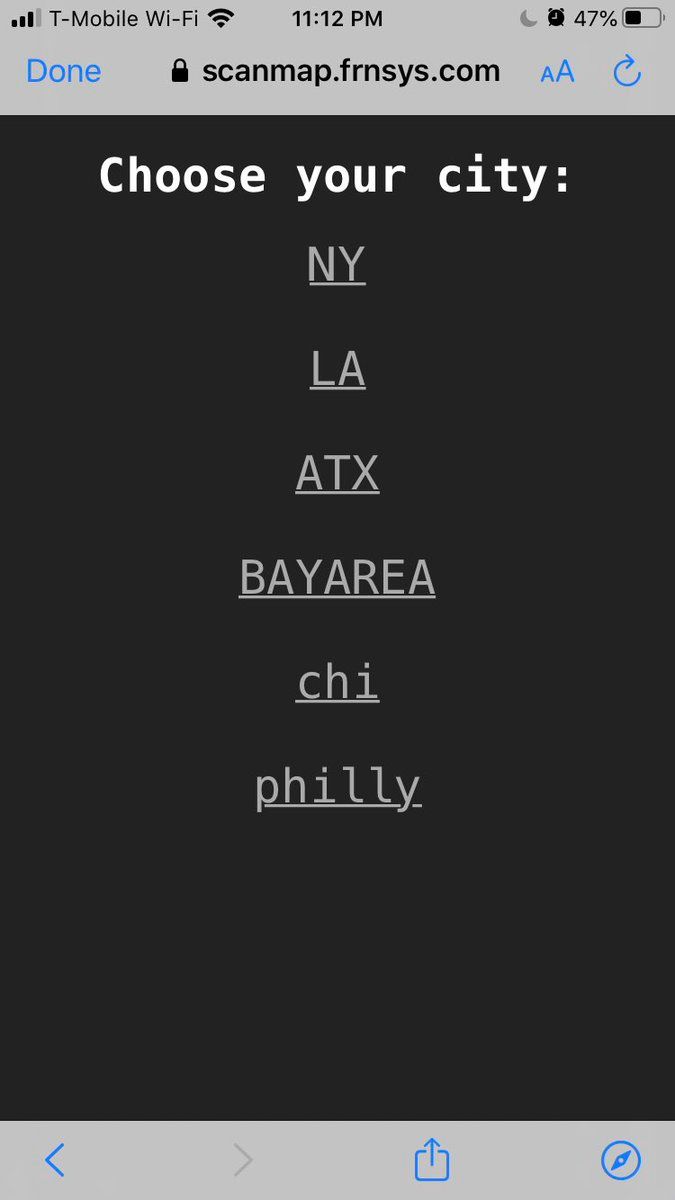 T-Mobile Wi-Fi 11:12 PM 47%
Done scanmap.frnsys.com AA
Choose your city:
NY
LA
ATX
BAYAREA
chi
philly